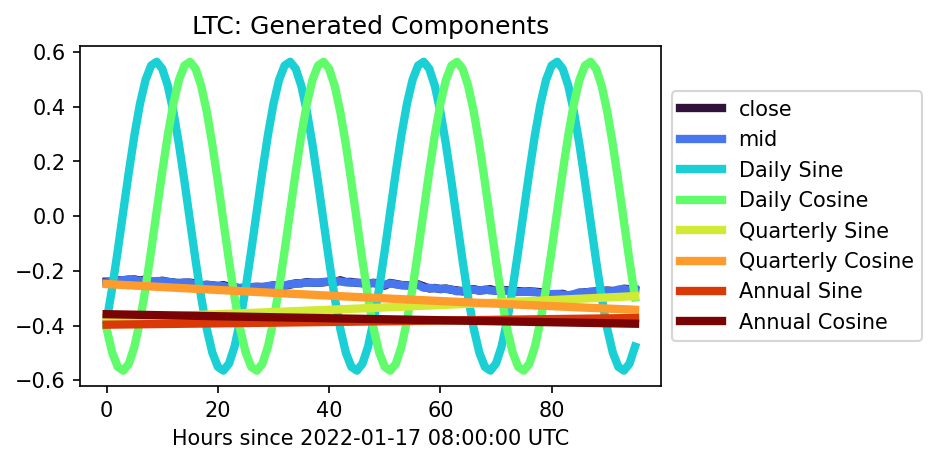 LTC: Generated Components
0.6
0.4
0.2
0.0
−0.2
−0.4
−0.6
0
20
40
60
80
Hours since 2022-01-17 08:00:00 UTC
close
mid
Daily Sine
Daily Cosine
Quarterly Sine
Quarterly Cosine
Annual Sine
Annual Cosine